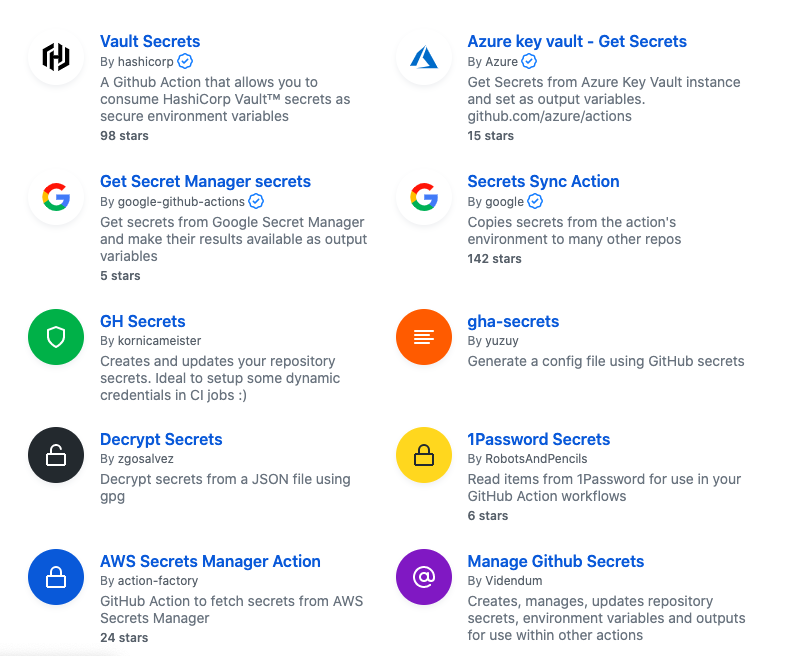 Vault Secrets
By hashicorp
A Github Action that allows you to
consume HashiCorp Vault™ secrets as
secure environment variables
98 stars
Azure key vault - Get Secrets
By Azure
Get Secrets from Azure Key Vault instance
and set as output variables.
github.com/azure/actions
15 stars
Get Secret Manager secrets
By google-github-actions
Get secrets from Google Secret Manager
and make their results available as output
variables
5 stars
Secrets Sync Action
By google
Copies secrets from the action's
environment to many other repos
142 stars
GH Secrets
By kornicameister
Creates and updates your repository
secrets. Ideal to setup some dynamic
credentials in CI jobs :)
gha-secrets
By yuzuy
Generate a config file using GitHub secrets
Decrypt Secrets
By zgosalvez
Decrypt secrets from a JSON file using
gpg
1Password Secrets
By RobotsAndPencils
Read items from 1Password for use in your
GitHub Action workflows
6 stars
AWS Secrets Manager Action
By action-factory
GitHub Action to fetch secrets from AWS
Secrets Manager
24 stars
Manage Github Secrets
By Videndum
Creates, manages, updates repository
secrets, environment variables and outputs
for use within other actions